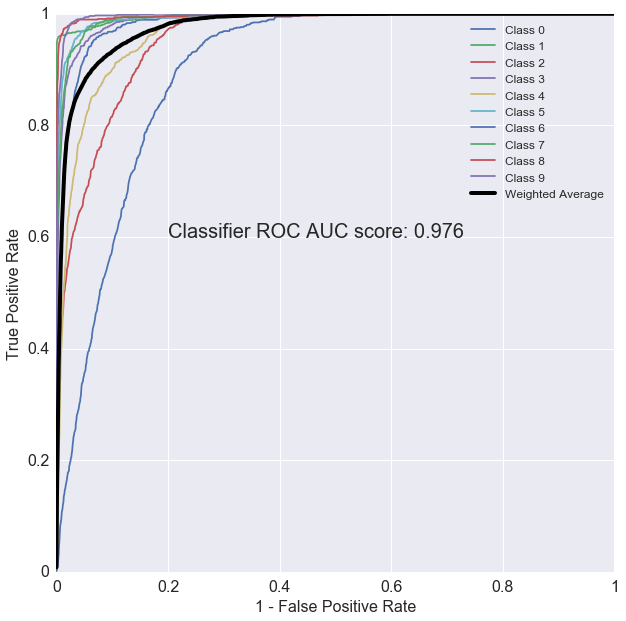 1
0.8
0.6
0.4
0.2
0
0
0.2
0.4
0.6
0.8
1
True Positive Rate
1 - False Positive Rate
Class 0
Class 1
Class 2
Class 3
Class 4
Class 5
Class 6
Class 7
Class 8
Class 9
Weighted Average
Classifier ROC AUC score: 0.976